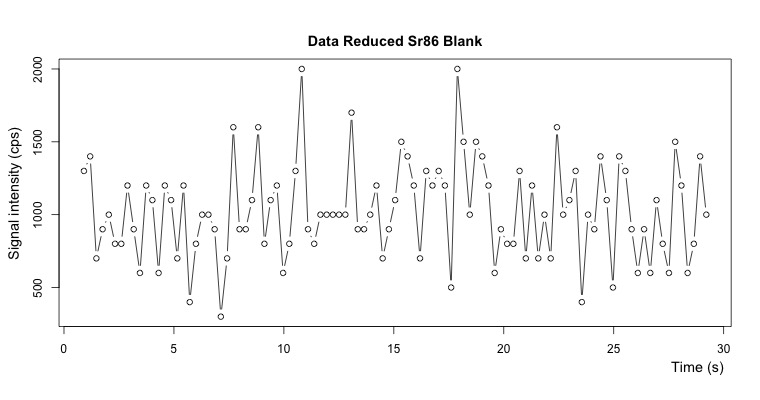 Data Reduced Sr86 Blank
Signal intensity (cps)
2000
1500
1000
500
0 5 10 15 20 25 30
Time (s)